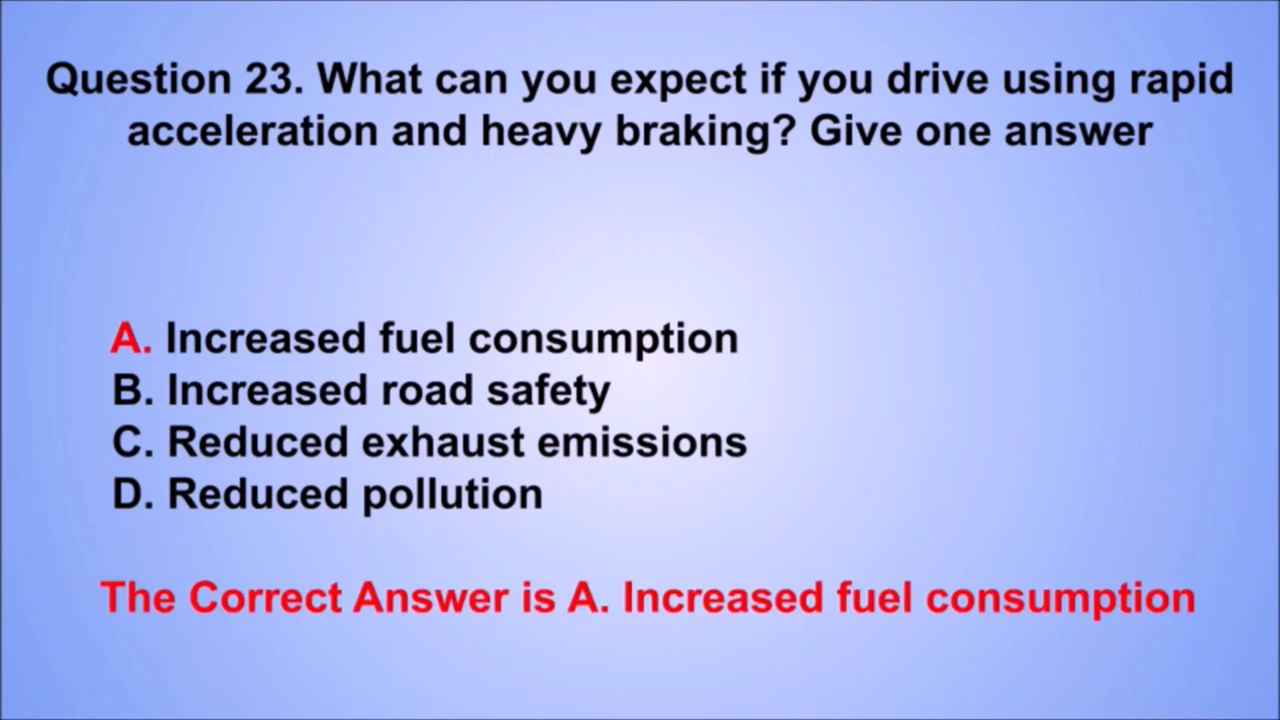 Question 23. What can you expect if you drive using rapid
acceleration and heavy braking? Give one answer
A. Increased fuel consumption
B. Increased road safety
C. Reduced exhaust emissions
D. Reduced pollution
The Correct Answer is A. Increased fuel consumption